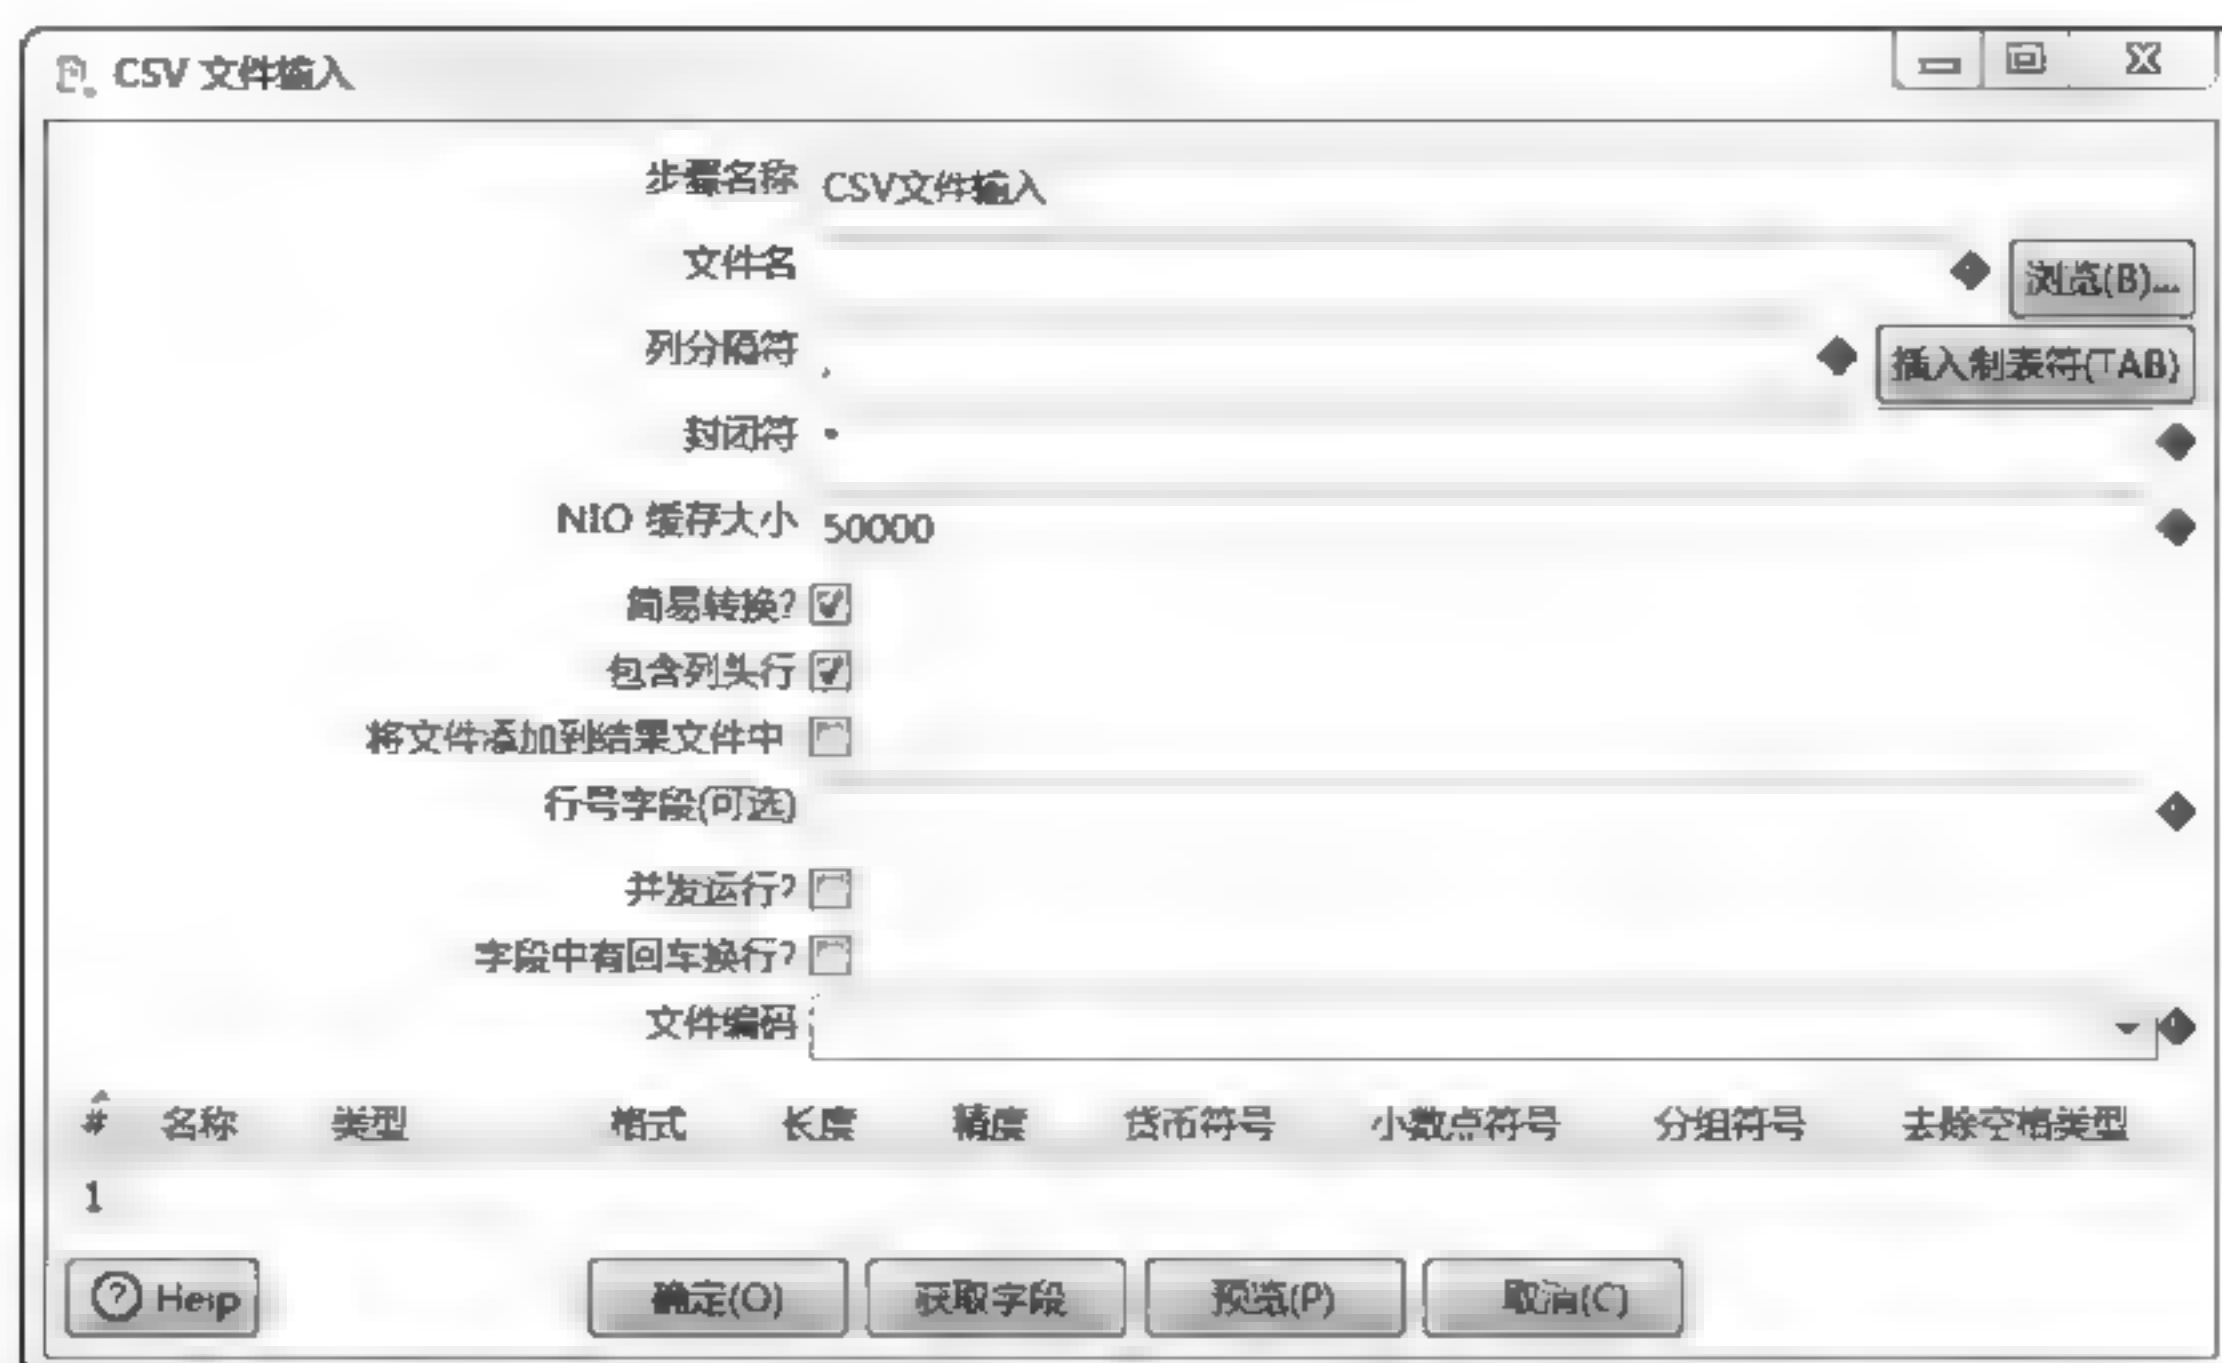 CSV 文件输入
步骤名称 CSV文件输入
文件名 浏览(B)...
列分隔符 , 插入制表符(TAB)
封闭符 "
NIO 缓存大小 50000
简易转换?
包含列头行
将文件添加到结果文件中
行号字段(可选)
并发运行?
字段中有回车换行?
文件编码
# 名称 类型 格式 长度 精度 货币符号 小数点符号 分组符号 去除空格类型
1
Help 确定(O) 获取字段 预览(P) 取消(C)